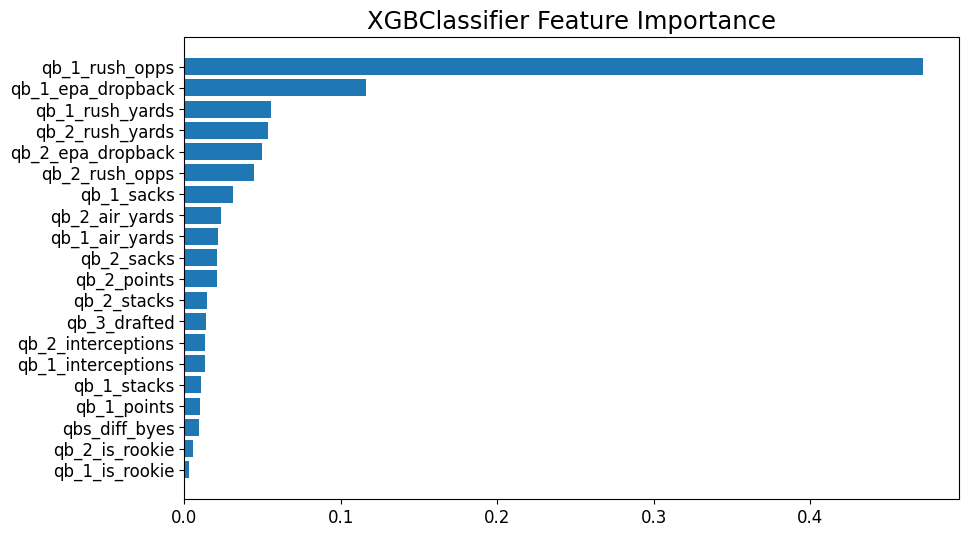 XGBClassifier Feature Importance
qb_1_rush_opps
qb_1_epa_dropback
qb_1_rush_yards
qb_2_rush_yards
qb_2_epa_dropback
qb_2_rush_opps
qb_1_sacks
qb_2_air_yards
qb_1_air_yards
qb_2_sacks
qb_2_points
qb_2_stacks
qb_3_drafted
qb_2_interceptions
qb_1_interceptions
qb_1_stacks
qb_1_points
qbs_diff_byes
qb_2_is_rookie
qb_1_is_rookie
0.0 0.1 0.2 0.3 0.4